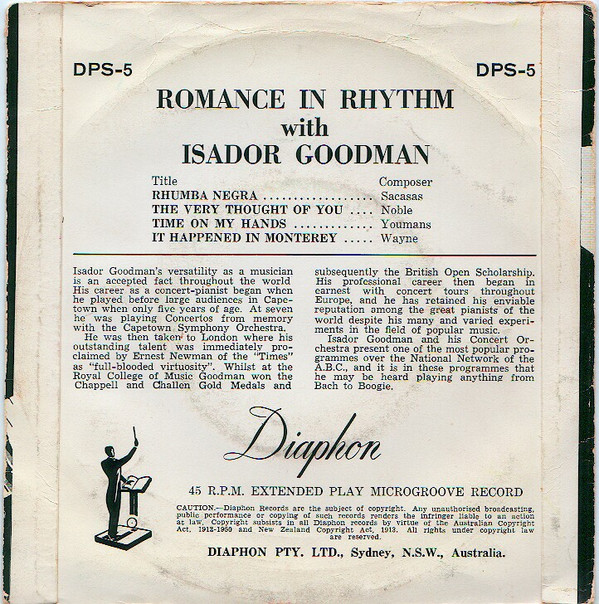 DPS-5 DPS-5
ROMANCE IN RHYTHM
with
ISADOR GOODMAN
Title Composer
RHUMBA NEGRA .................. Sacasas
THE VERY THOUGHT OF YOU .... Noble
TIME ON MY HANDS ............. Youmans
IT HAPPENED IN MONTEREY ..... Wayne
Isador Goodman's versatility as a musician
is an accepted fact throughout the world
His career as a concert-pianist began when
he played before large audiences in Cape-
town when only five years of age. At seven
he was playing Concertos from memory
with the Capetown Symphony Orchestra.
He was then taken to London where his
outstanding talent was immediately pro-
claimed by Ernest Newman of the "Times"
as "full-blooded virtuosity". Whilst at the
Royal College of Music Goodman won the
Chappell and Challen Gold Medals and
subsequently the British Open Scholarship.
His professional career then began in
earnest with concert tours throughout
Europe, and he has retained his enviable
reputation among the great pianists of the
world despite his many and varied experi-
ments in the field of popular music.
Isador Goodman and his Concert Or-
chestra present one of the most popular pro-
grammes over the National Network of the
A.B.C., and it is in these programmes that
he may be heard playing anything from
Bach to Boogie.
Diaphon
45 R.P.M. EXTENDED PLAY MICROGROOVE RECORD
CAUTION.—Diaphon Records are the subject of copyright. Any unauthorised broadcasting,
public performance or copying of such records renders the infringer liable to an action
at law. Copyright subsists in all Diaphon records by virtue of the Australian Copyright
Act, 1912-1950 and New Zealand Copyright Act, 1913. All rights under copyright law
are reserved.
DIAPHON PTY. LTD., Sydney, N.S.W., Australia.